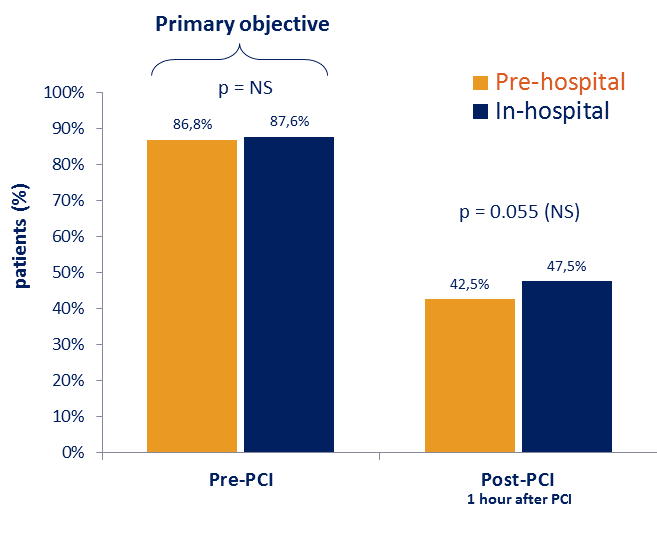 Primary objective
p = NS
Pre-hospital
In-hospital
100%
90%
80%
70%
60%
50%
40%
30%
20%
10%
0%
patients (%)
86,8%
87,6%
p = 0.055 (NS)
42,5%
47,5%
Pre-PCI
Post-PCI
1 hour after PCI